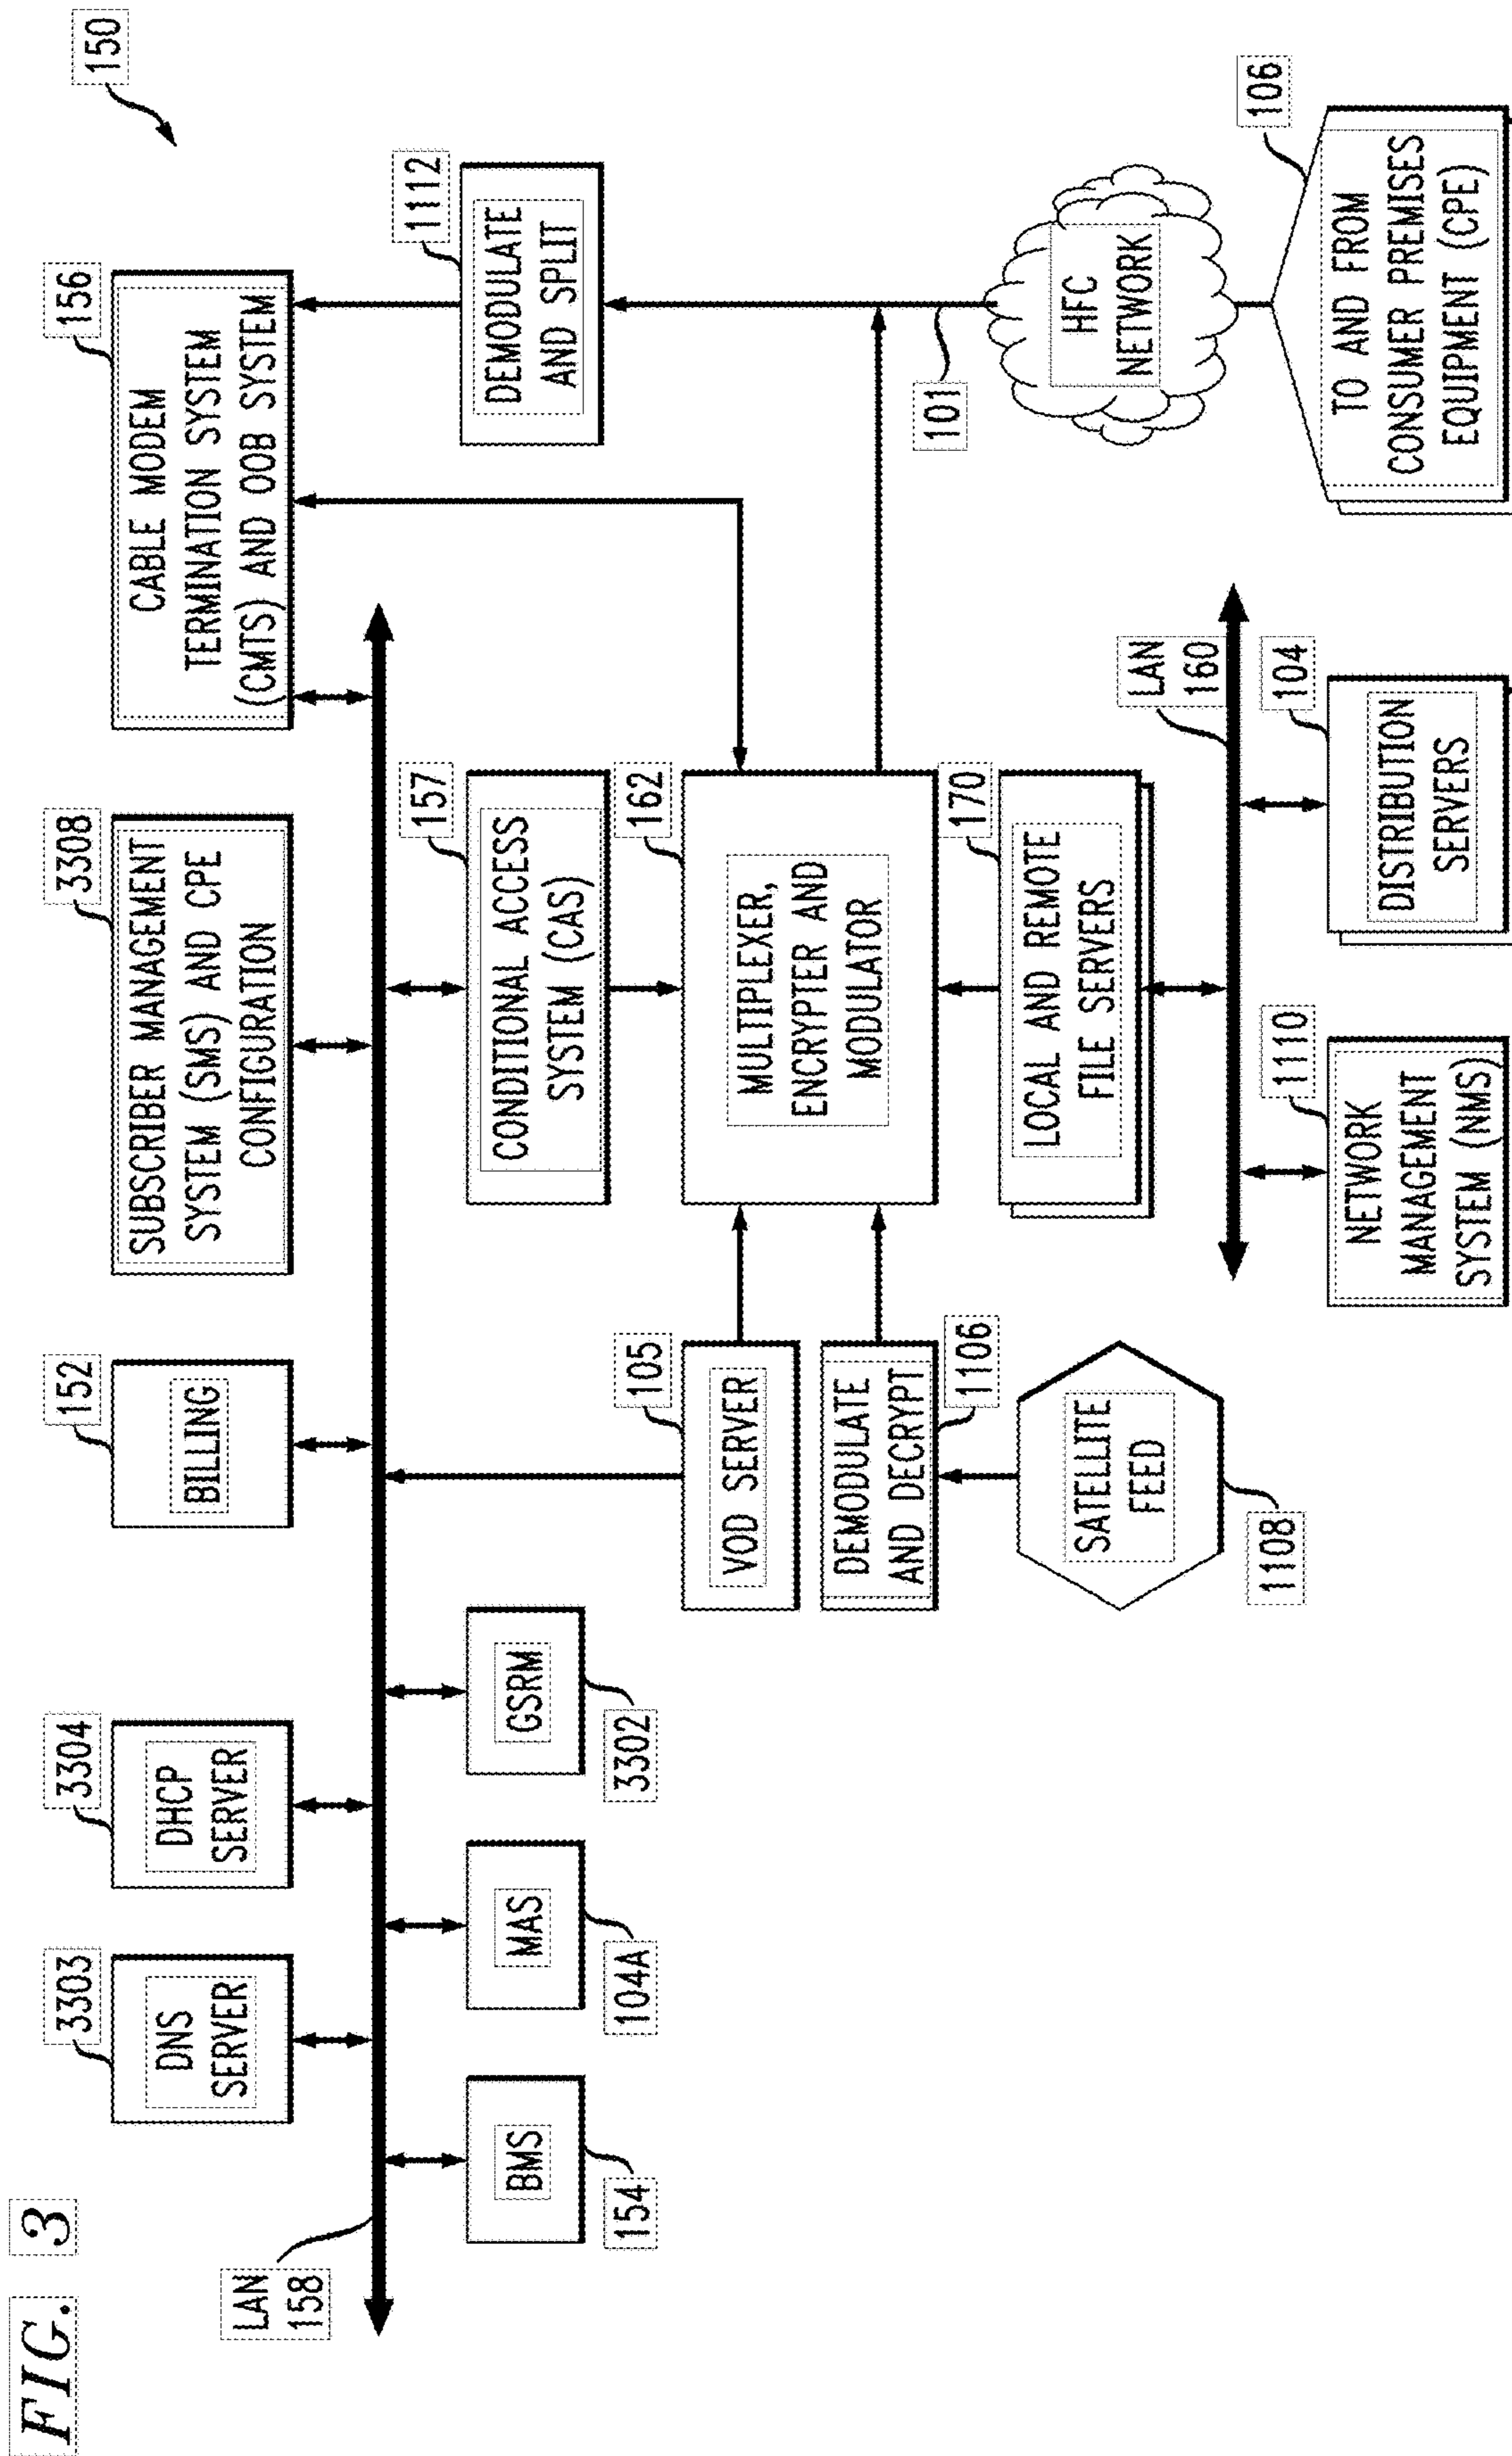 FIG. 3
150
3303
DNS
SERVER
3304
DHCP
SERVER
152
BILLING
3308
SUBSCRIBER MANAGEMENT
SYSTEM (SMS) AND CPE
CONFIGURATION
156
CABLE MODEM
TERMINATION SYSTEM
(CMTS) AND OOB SYSTEM
LAN
158
BMS
154
MAS
104A
GSRM
3302
157
CONDITIONAL ACCESS
SYSTEM (CAS)
1112
DEMODULATE
AND SPLIT
105
VOD SERVER
162
MULTIPLEXER,
ENCRYPTER AND
MODULATOR
DEMODULATE
AND DECRYPT
1106
SATELLITE
FEED
1108
170
LOCAL AND REMOTE
FILE SERVERS
101
HFC
NETWORK
LAN
160
1110
NETWORK
MANAGEMENT
SYSTEM (NMS)
104
DISTRIBUTION
SERVERS
106
TO AND FROM
CONSUMER PREMISES
EQUIPMENT (CPE)